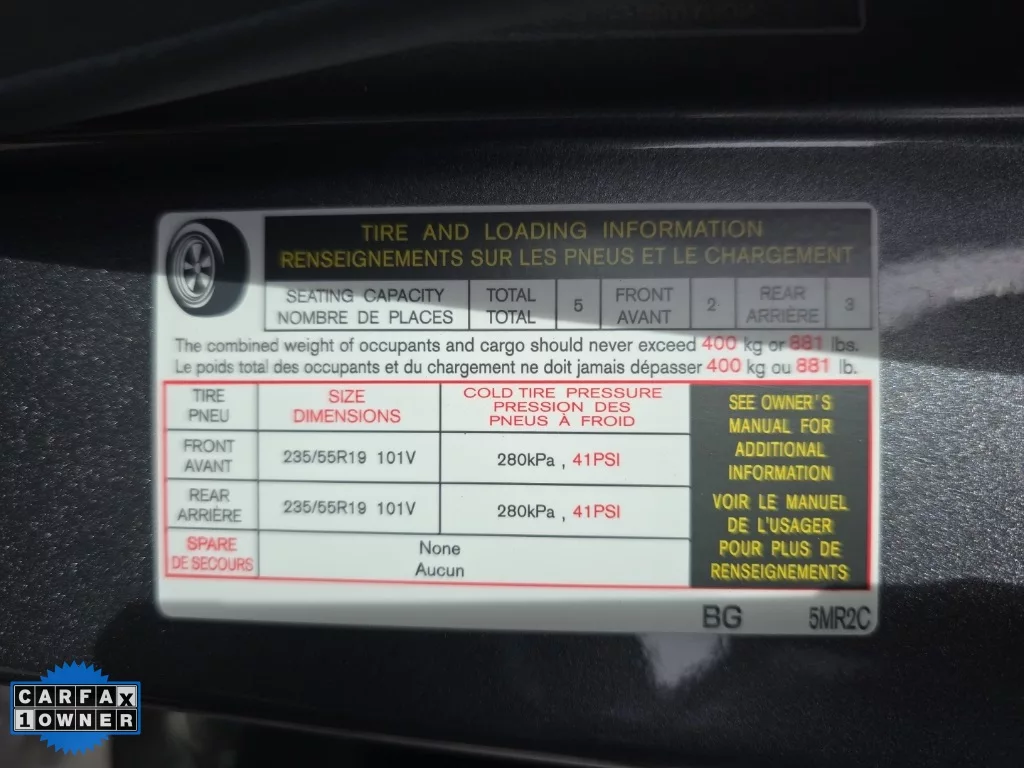 TIRE AND LOADING INFORMATION
RENSEIGNEMENTS SUR LES PNEUS ET LE CHARGEMENT
SEATING CAPACITY
NOMBRE DE PLACES
TOTAL
TOTAL
5
FRONT
AVANT
2
REAR
ARRIÈRE
3
The combined weight of occupants and cargo should never exceed 400 kg or 881 lbs.
Le poids total des occupants et du chargement ne doit jamais dépasser 400 kg ou 881 lb.
TIRE
PNEU
SIZE
DIMENSIONS
COLD TIRE PRESSURE
PRESSION DES
PNEUS À FROID
FRONT
AVANT
235/55R19 101V
280kPa , 41PSI
REAR
ARRIÈRE
235/55R19 101V
280kPa , 41PSI
SPARE
DE SECOURS
None
Aucun
SEE OWNER'S
MANUAL FOR
ADDITIONAL
INFORMATION
VOIR LE MANUEL
DE L'USAGER
POUR PLUS DE
RENSEIGNEMENTS
BG 5MR2C
CARFAX
1 OWNER